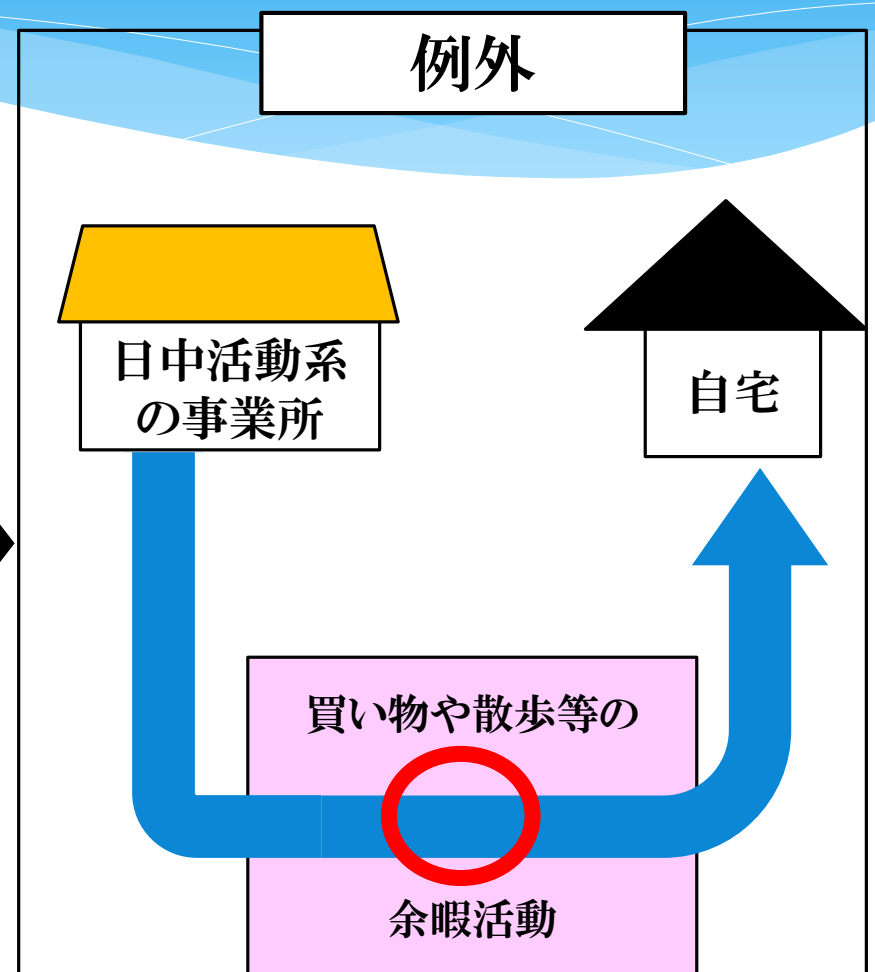 例外
日中活動系
の事業所
自宅
買い物や散歩等の
余暇活動